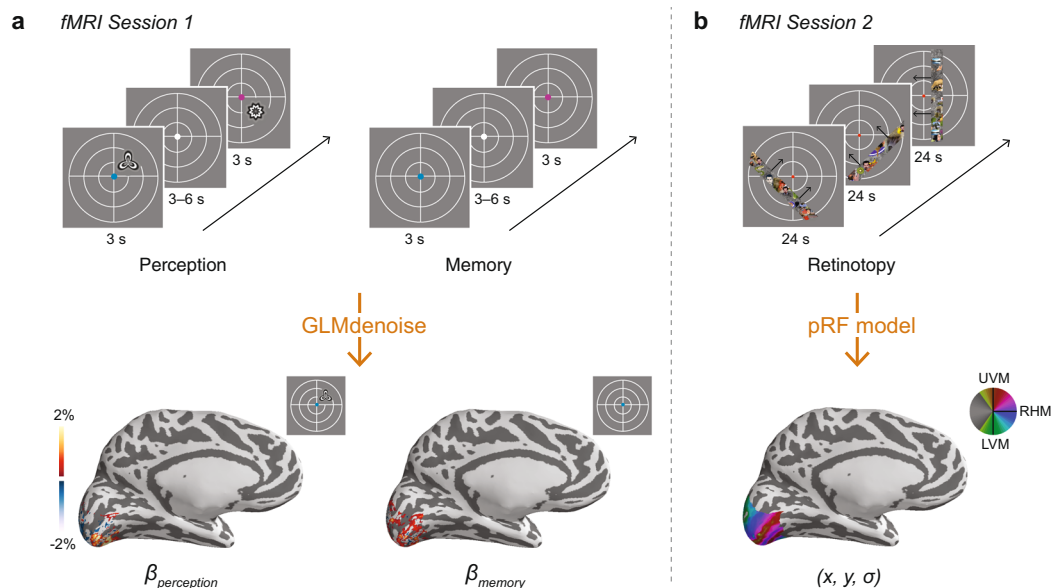 a fMRI Session 1
3 s
3–6 s
3 s
Perception
3 s
3–6 s
3 s
Memory
GLMdenoise
2%
-2%
βperception
βmemory
b fMRI Session 2
24 s
24 s
24 s
Retinotopy
pRF model
UVM
RHM
LVM
(x, y, σ)